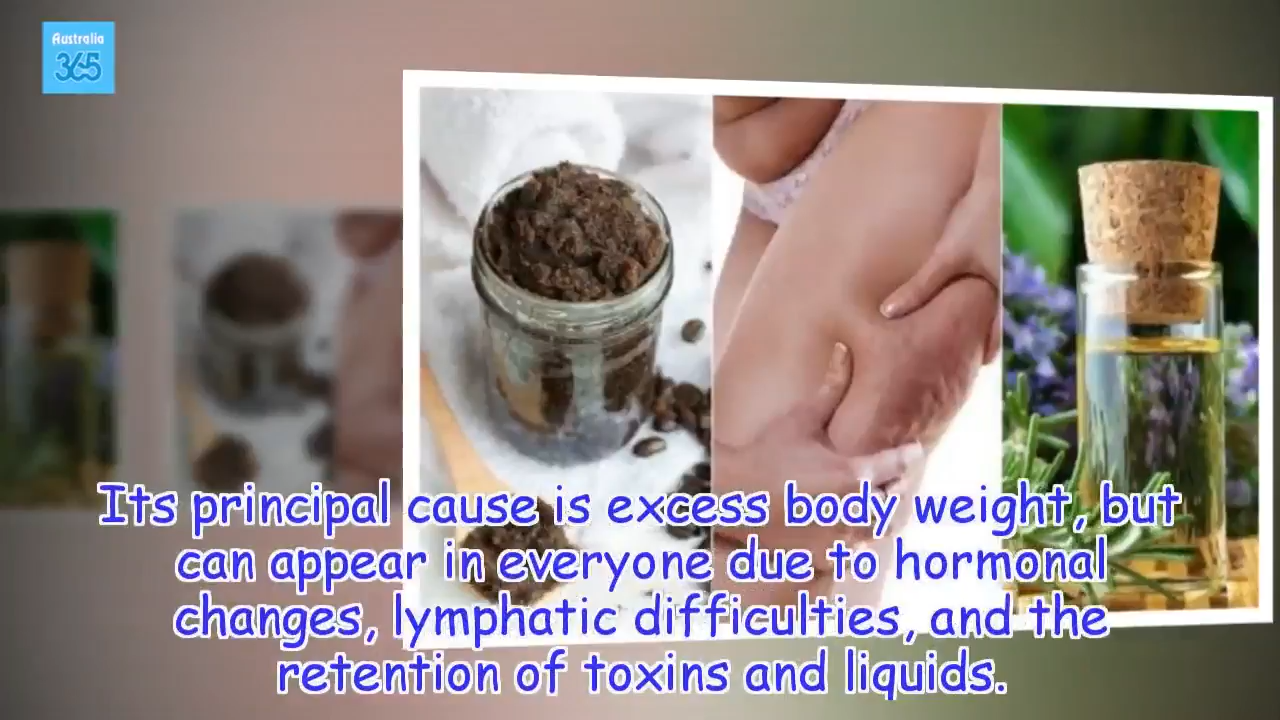 Australia
365
Its principal cause is excess body weight, but
can appear in everyone due to hormonal
changes, lymphatic difficulties, and the
retention of toxins and liquids.